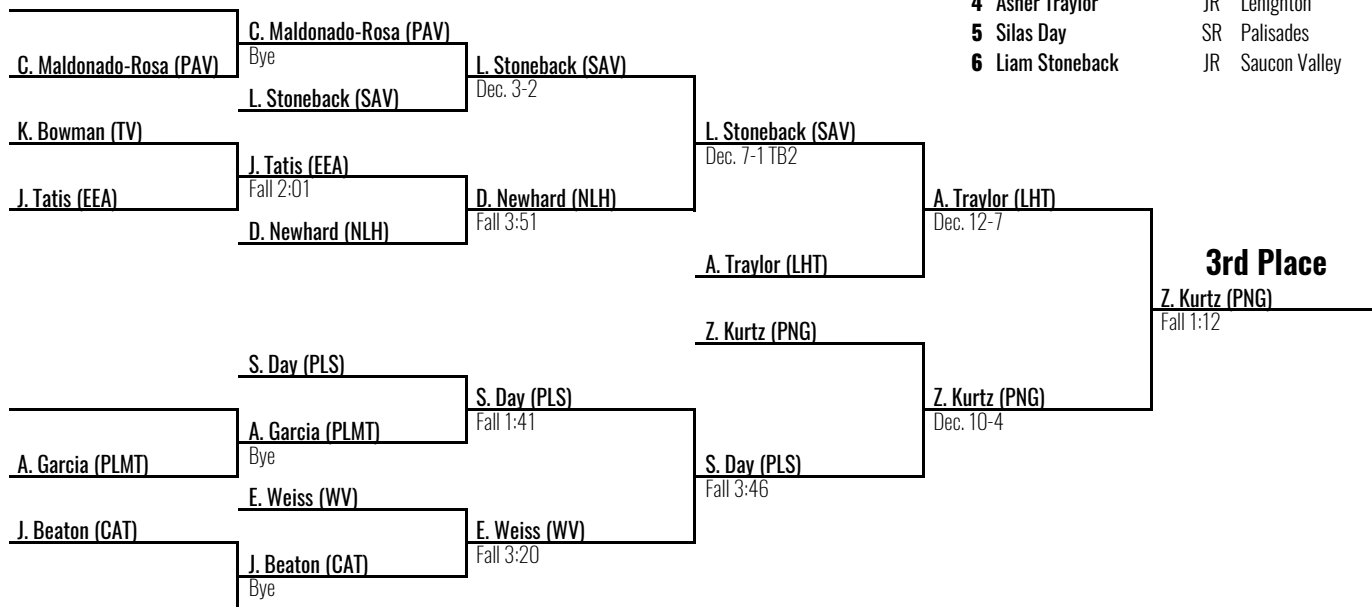 4 Asher Traylor JR Lehighton
C. Maldonado-Rosa (PAV)
5 Silas Day SR Palisades
Bye
C. Maldonado-Rosa (PAV)
L. Stoneback (SAV)
6 Liam Stoneback JR Saucon Valley
Dec. 3-2
L. Stoneback (SAV)
K. Bowman (TV)
L. Stoneback (SAV)
Dec. 7-1 TB2
J. Tatis (EEA)
Fall 2:01
J. Tatis (EEA)
D. Newhard (NLH)
A. Traylor (LHT)
Fall 3:51
Dec. 12-7
D. Newhard (NLH)
A. Traylor (LHT)
3rd Place
Z. Kurtz (PNG)
Fall 1:12
Z. Kurtz (PNG)
S. Day (PLS)
S. Day (PLS)
Z. Kurtz (PNG)
Fall 1:41
Dec. 10-4
A. Garcia (PLMT)
Bye
A. Garcia (PLMT)
S. Day (PLS)
Fall 3:46
E. Weiss (WV)
J. Beaton (CAT)
E. Weiss (WV)
Fall 3:20
J. Beaton (CAT)
Bye